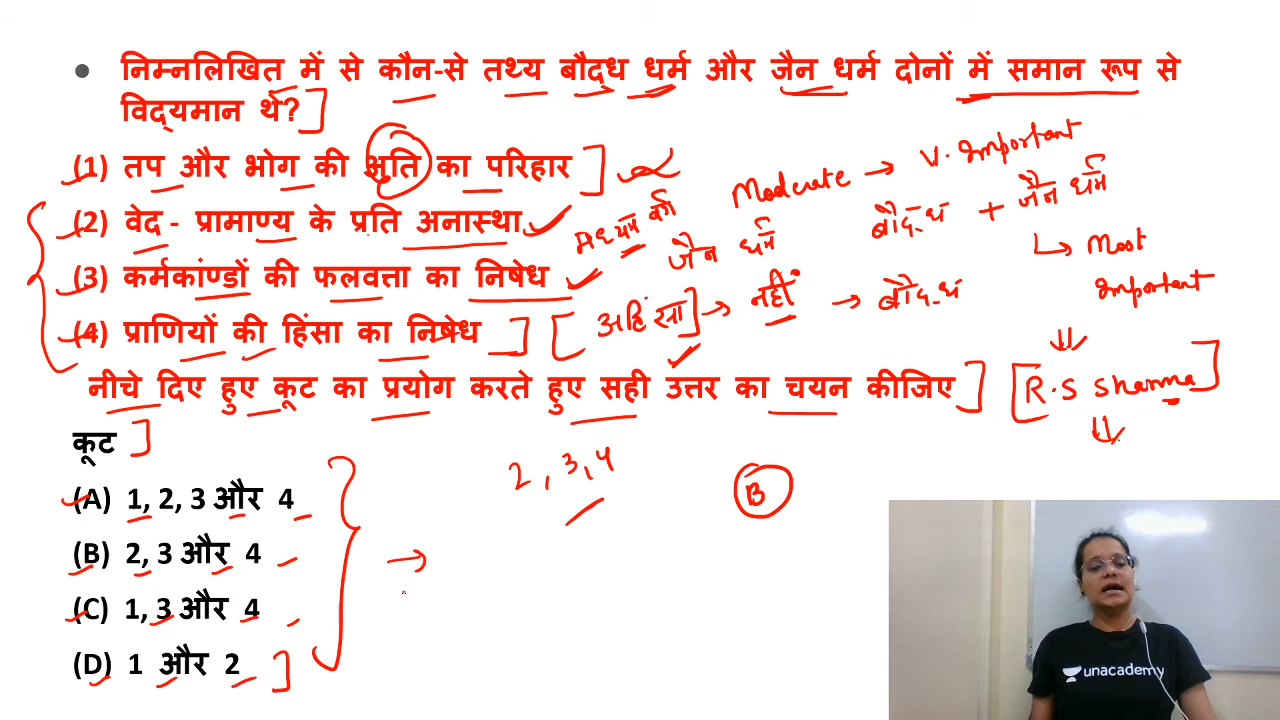 निम्नलिखित में से कौन-से तथ्य बौद्ध धर्म और जैन धर्म दोनों में समान रूप से
विद्यमान थे?
(1) तप और भोग की अति का परिहार
(2) वेद - प्रामाण्य के प्रति अनास्था
(3) कर्मकांण्डों की फलवत्ता का निषेध
(4) प्राणियों की हिंसा का निषेध
नीचे दिए हुए कूट का प्रयोग करते हुए सही उत्तर का चयन कीजिए
कूट
(A) 1, 2, 3 और 4
(B) 2, 3 और 4
(C) 1, 3 और 4
(D) 1 और 2
Moderate → V. Important
जैन धर्म
बौद्ध + जैन धर्म
Most
Important
[अहिंसा] → नहीं → बौद्ध
[R.S Sharma]
2, 3, 4
B
unacademy